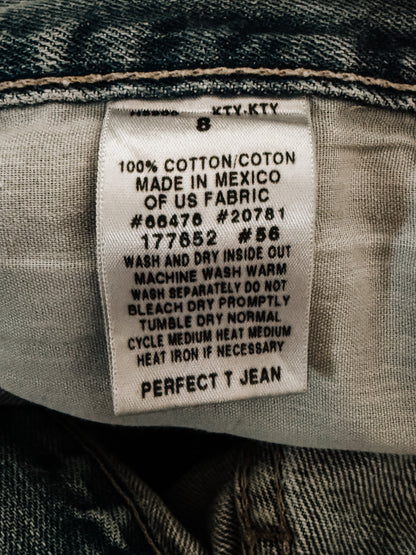 KTY-KTY
8
100% COTTON/COTON
MADE IN MEXICO
OF US FABRIC
#66476 #20781
177652 #56
WASH AND DRY INSIDE OUT
MACHINE WASH WARM
WASH SEPARATELY DO NOT
BLEACH DRY PROMPTLY
TUMBLE DRY NORMAL
CYCLE MEDIUM HEAT MEDIUM
HEAT IRON IF NECESSARY
PERFECT T JEAN